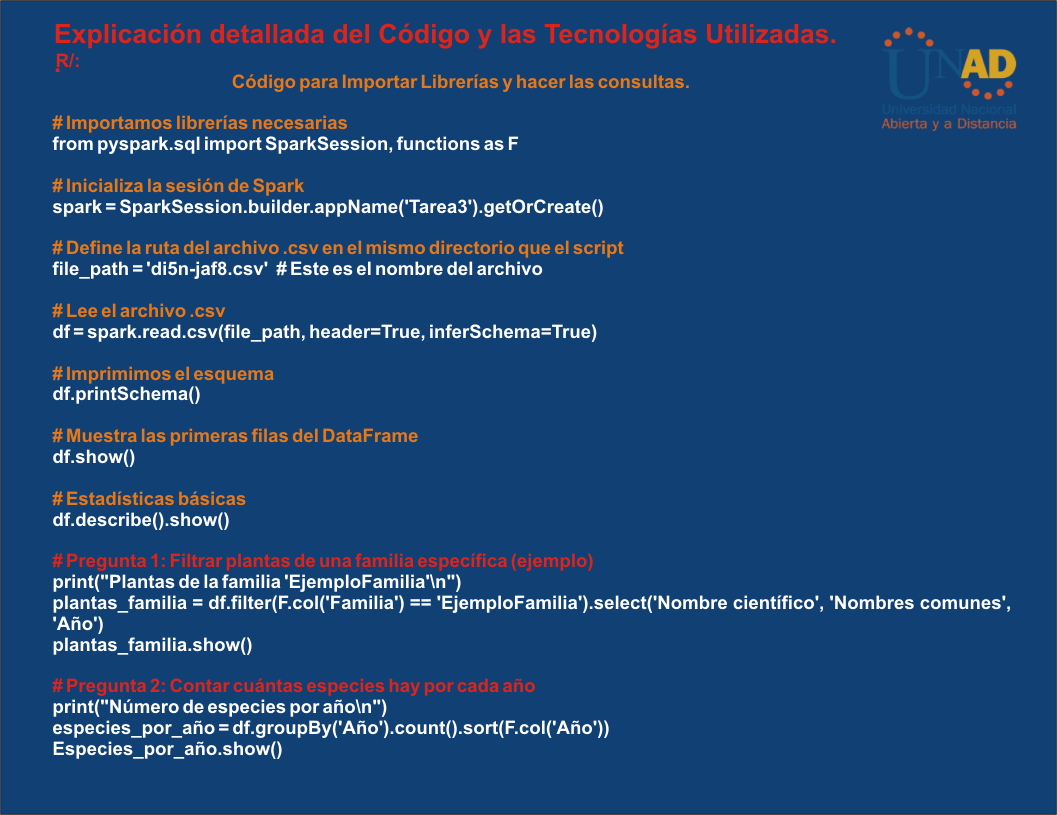 Explicación detallada del Código y las Tecnologías Utilizadas.
R/:
Código para Importar Librerías y hacer las consultas.
UNAD
Universidad Nacional
Abierta y a Distancia
# Importamos librerías necesarias
from pyspark.sql import SparkSession, functions as F
# Inicializa la sesión de Spark
spark = SparkSession.builder.appName('Tarea3').getOrCreate()
# Define la ruta del archivo .csv en el mismo directorio que el script
file_path = 'di5n-jaf8.csv'  # Este es el nombre del archivo
# Lee el archivo .csv
df = spark.read.csv(file_path, header=True, inferSchema=True)
# Imprimimos el esquema
df.printSchema()
# Muestra las primeras filas del DataFrame
df.show()
# Estadísticas básicas
df.describe().show()
# Pregunta 1: Filtrar plantas de una familia específica (ejemplo)
print("Plantas de la familia 'EjemploFamilia'\n")
plantas_familia = df.filter(F.col('Familia') == 'EjemploFamilia').select('Nombre científico', 'Nombres comunes',
'Año')
plantas_familia.show()
# Pregunta 2: Contar cuántas especies hay por cada año
print("Número de especies por año\n")
especies_por_año = df.groupBy('Año').count().sort(F.col('Año'))
Especies_por_año.show()